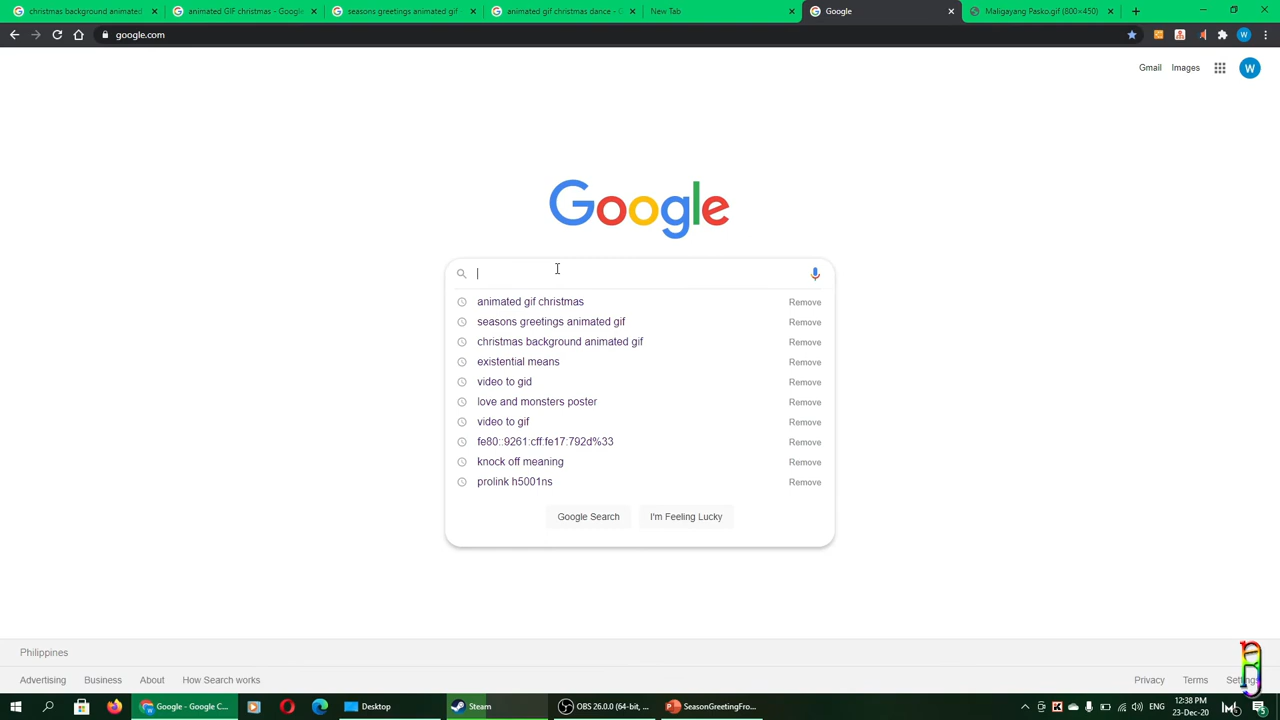 christmas background animated
animated GIF christmas - Google
seasons greetings animated gif
animated gif christmas dance - G
New Tab
Google
Maligayang Pasko.gif (800×450)
google.com
W
Gmail Images
W
Google
animated gif christmas Remove
seasons greetings animated gif Remove
christmas background animated gif Remove
existential means Remove
video to gid Remove
love and monsters poster Remove
video to gif Remove
fe80::9261:cff:fe17:792d%33 Remove
knock off meaning Remove
prolink h5001ns Remove
Google Search I'm Feeling Lucky
Philippines
Advertising Business About How Search works
Privacy Terms Settings
Google - Google C...
Desktop
Steam
OBS 26.0.0 (64-bit, ...
SeasonGreetingFro...
ENG
12:38 PM
23-Dec-20